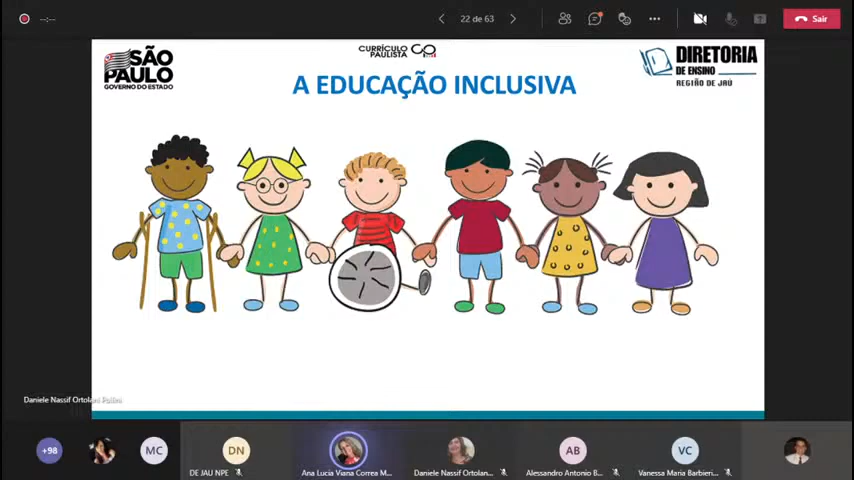 --:--
22 de 63
Sair
SÃO
PAULO
GOVERNO DO ESTADO
CURRÍCULO
PAULISTA
DIRETORIA
DE ENSINO
REGIÃO DE JAÚ
A EDUCAÇÃO INCLUSIVA
Daniele Nassif Ortolani Pollini
+98
MC
DN
AB
VC
DE JAU NPE
Ana Lucia Viana Correa M...
Daniele Nassif Ortolan...
Alessandro Antonio B...
Vanessa Maria Barbieri...